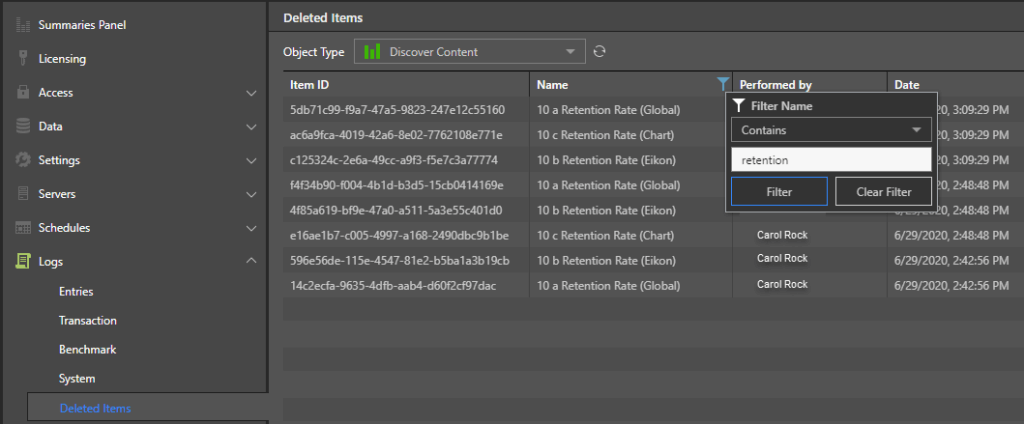 Summaries Panel
Licensing
Access
Data
Settings
Servers
Schedules
Logs
Entries
Transaction
Benchmark
System
Deleted Items
Deleted Items
Object Type Discover Content
Item ID Name Performed by Date
5db71c99-f9a7-47a5-9823-247e12c55160 10 a Retention Rate (Global) 2020, 3:09:29 PM
ac6a9fca-4019-42a6-8e02-7762108e771e 10 c Retention Rate (Chart) 2020, 3:09:29 PM
c125324c-2e6a-49cc-a9f3-f5e7c3a77774 10 b Retention Rate (Eikon) 2020, 3:09:29 PM
f4f34b90-f004-4b1d-b3d5-15cb0414169e 10 a Retention Rate (Global) 2020, 2:48:48 PM
4f85a619-bf9e-47a0-a511-5a3e55c401d0 10 b Retention Rate (Eikon) 6/29/2020, 2:48:48 PM
e16ae1b7-c005-4997-a168-2490dbc9b1be 10 c Retention Rate (Chart) Carol Rock 6/29/2020, 2:48:48 PM
596e56de-115e-4547-81e2-b5ba1a3b19cb 10 b Retention Rate (Eikon) Carol Rock 6/29/2020, 2:42:56 PM
14c2ecfa-9635-4dfb-aab4-d60f2cf97dac 10 a Retention Rate (Global) Carol Rock 6/29/2020, 2:42:56 PM
Filter Name
Contains
retention
Filter Clear Filter